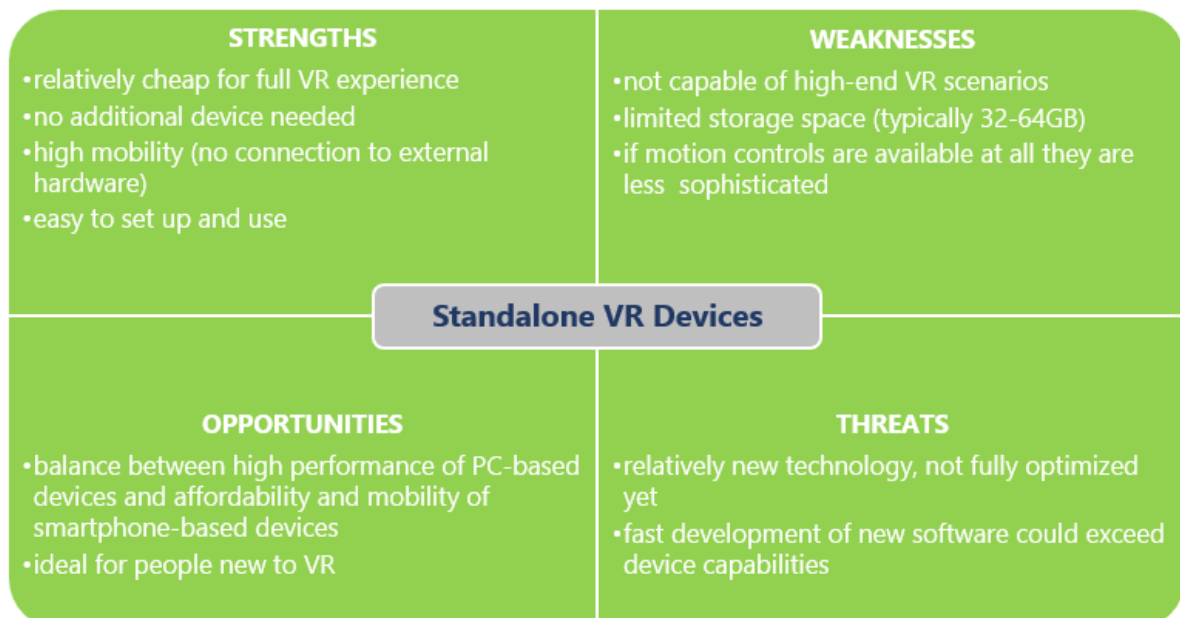 STRENGTHS
•relatively cheap for full VR experience
•no additional device needed
•high mobility (no connection to external
hardware)
•easy to set up and use
WEAKNESSES
•not capable of high-end VR scenarios
•limited storage space (typically 32-64GB)
•if motion controls are available at all they are
less  sophisticated
Standalone VR Devices
OPPORTUNITIES
•balance between high performance of PC-based
devices and affordability and mobility of
smartphone-based devices
•ideal for people new to VR
THREATS
•relatively new technology, not fully optimized
yet
•fast development of new software could exceed
device capabilities